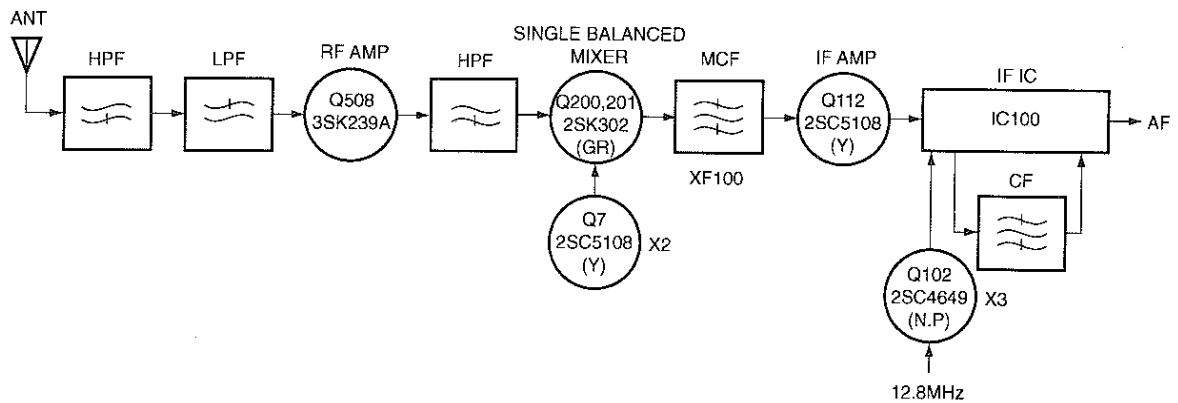 ANT
HPF
LPF
RF AMP
Q508
3SK239A
HPF
SINGLE BALANCED
MIXER
Q200,201
2SK302
(GR)
Q7
2SC5108
(Y)
X2
MCF
XF100
IF AMP
Q112
2SC5108
(Y)
IF IC
IC100
AF
CF
Q102
2SC4649
(N.P)
X3
12.8MHz